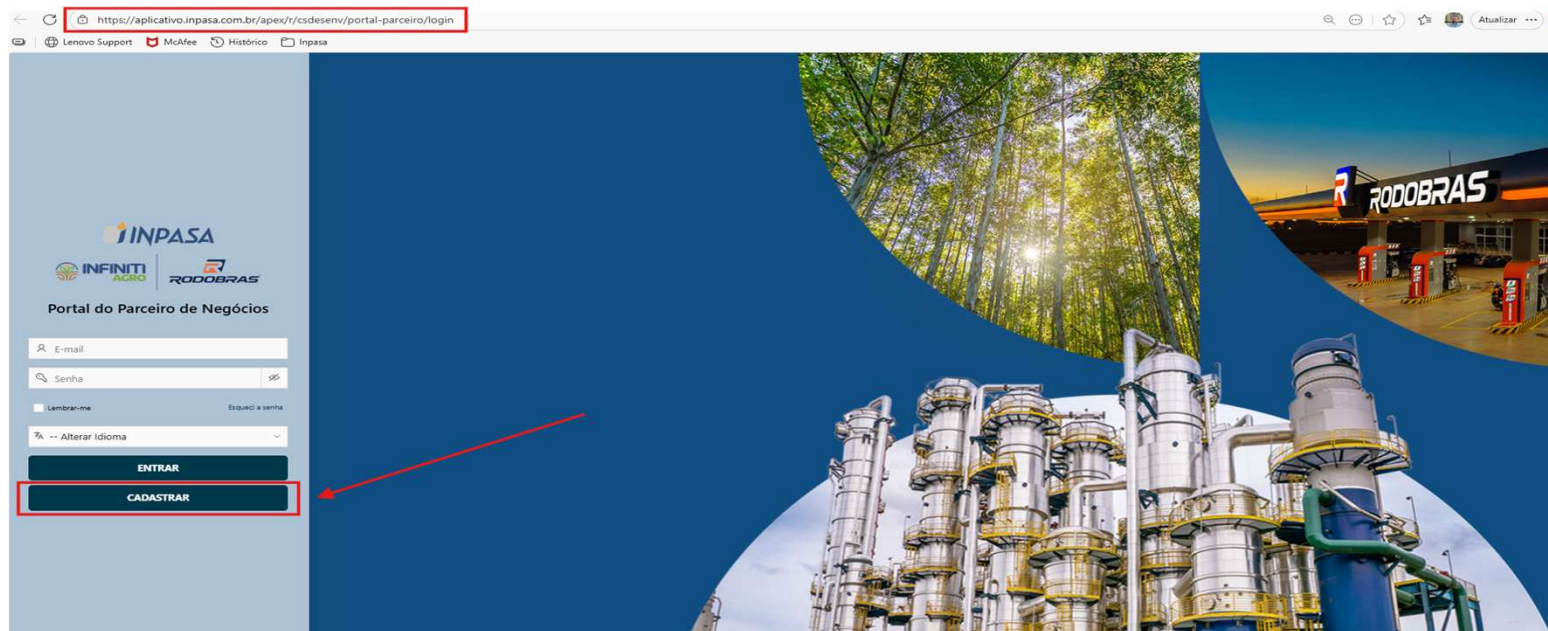 https://aplicativo.inpasa.com.br/apex/r/csdesenv/portal-parceiro/login
Atualizar
Lenovo Support McAfee Histórico Inpasa
INPASA
INFINITI AGRO
RODOBRAS
Portal do Parceiro de Negócios
E-mail
Senha
Lembrar-me Esqueci a senha
-- Alterar Idioma
ENTRAR
CADASTRAR
R RODOBRAS